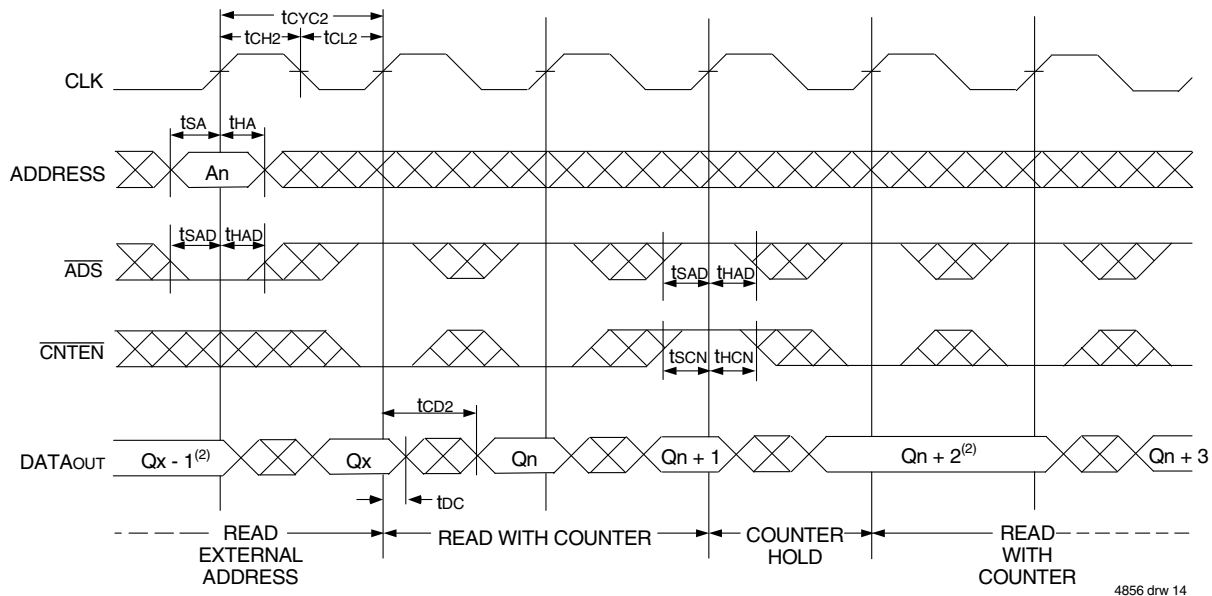 tCYC2
tCH2 tCL2
CLK
tSA tHA
ADDRESS An
tSAD tHAD
ADS tSAD tHAD
CNTEN tSCN tHCN
tCD2
DATAOUT Qx - 1(2) Qx Qn Qn + 1 Qn + 2(2) Qn + 3
tDC
READ EXTERNAL ADDRESS
READ WITH COUNTER
COUNTER HOLD
READ WITH COUNTER
4856 drw 14